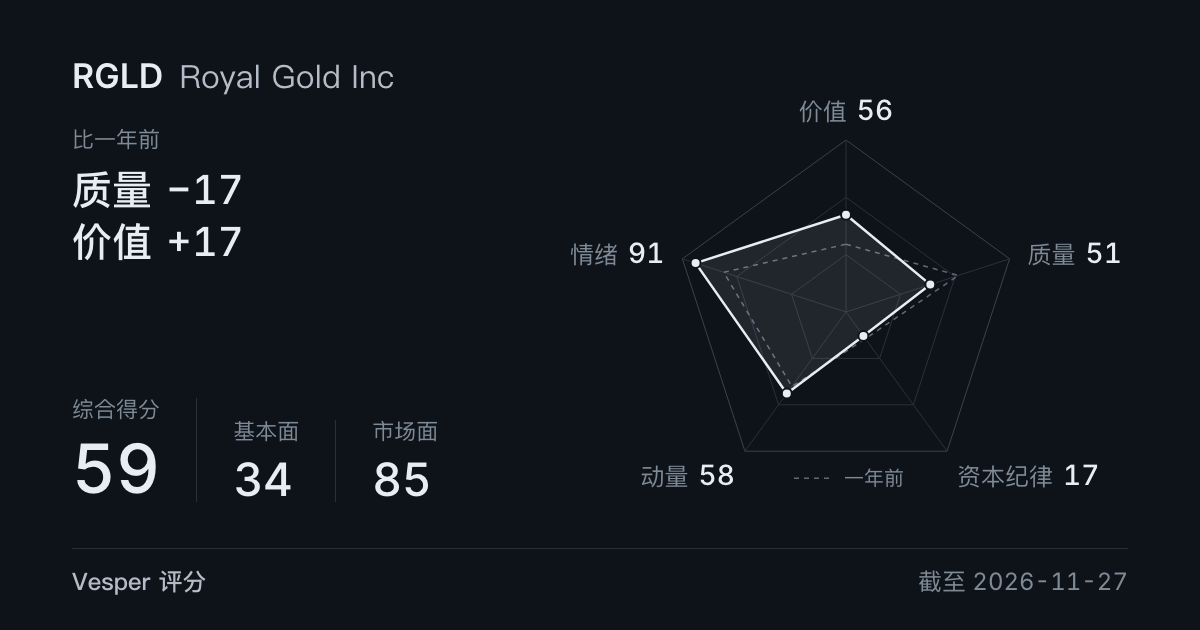 RGLD Royal Gold Inc
比一年前
质量 −17
价值 +17
价值 56
情绪 91
质量 51
动量 58
---- 一年前
资本纪律 17
综合得分
59
基本面
34
市场面
85
Vesper 评分
截至 2026-11-27